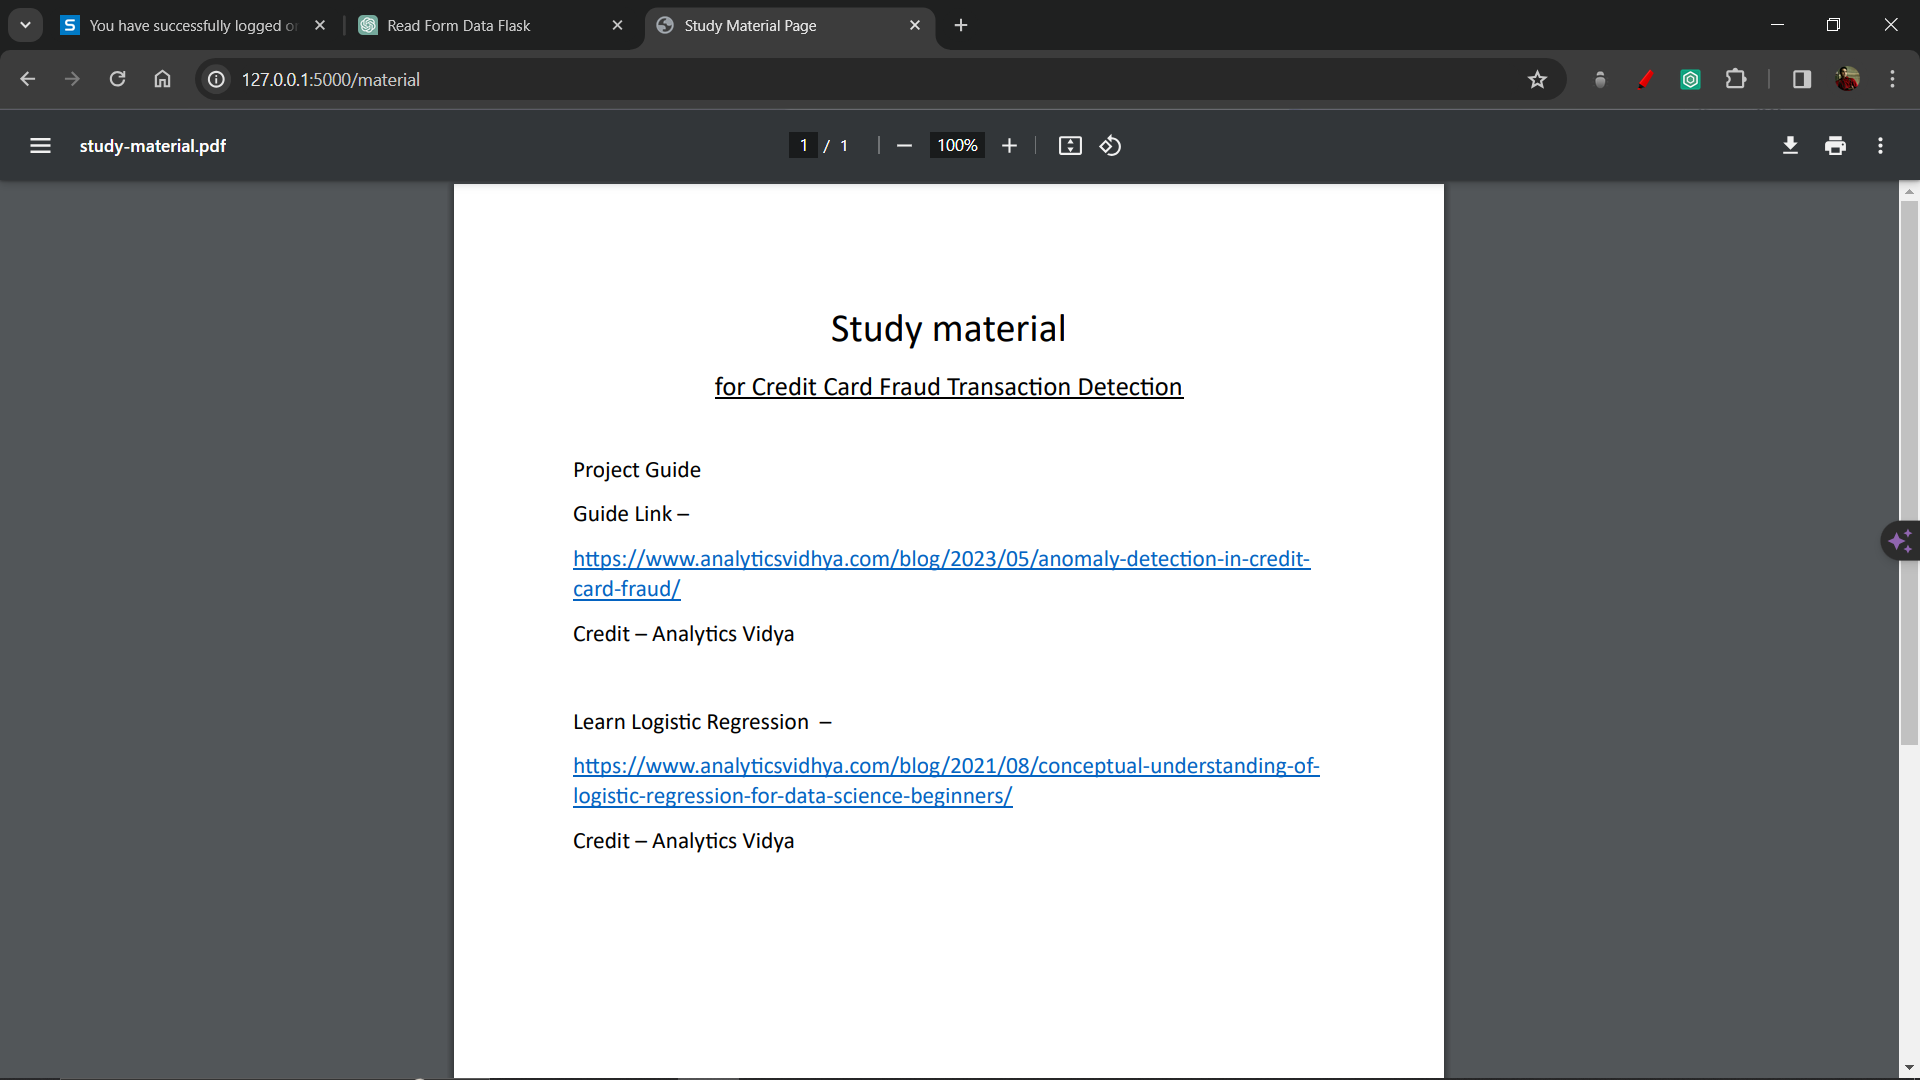 You have successfully logged o
Read Form Data Flask
Study Material Page
127.0.0.1:5000/material
study-material.pdf
1 / 1
100%
Study material
for Credit Card Fraud Transaction Detection
Project Guide
Guide Link –
https://www.analyticsvidhya.com/blog/2023/05/anomaly-detection-in-credit-
card-fraud/
Credit – Analytics Vidya
Learn Logistic Regression –
https://www.analyticsvidhya.com/blog/2021/08/conceptual-understanding-of-
logistic-regression-for-data-science-beginners/
Credit – Analytics Vidya